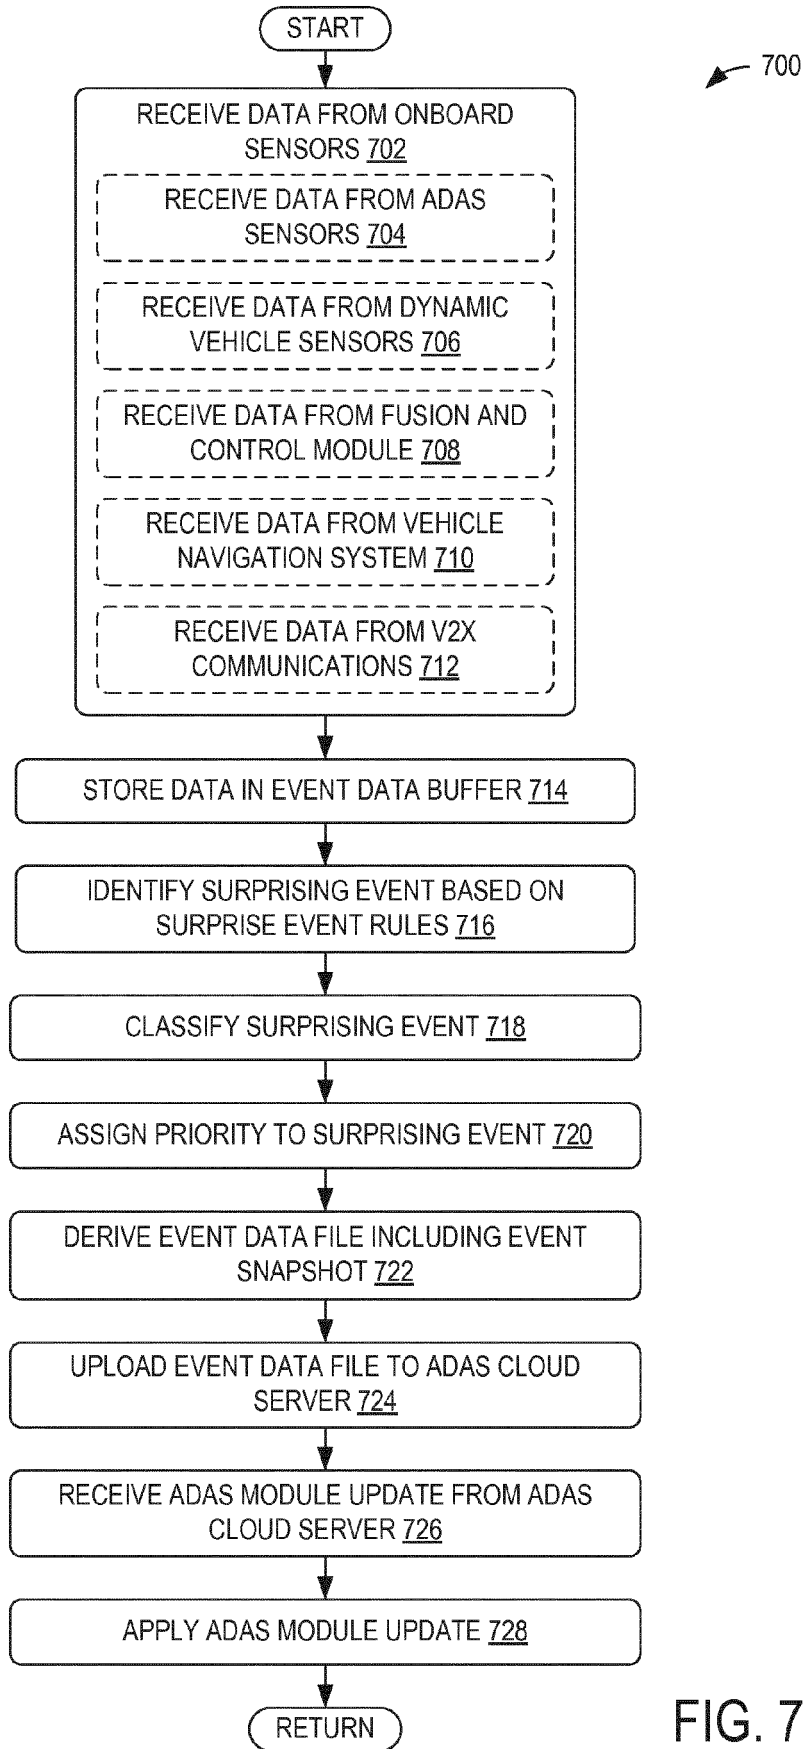 START
700
RECEIVE DATA FROM ONBOARD
SENSORS 702
RECEIVE DATA FROM ADAS
SENSORS 704
RECEIVE DATA FROM DYNAMIC
VEHICLE SENSORS 706
RECEIVE DATA FROM FUSION AND
CONTROL MODULE 708
RECEIVE DATA FROM VEHICLE
NAVIGATION SYSTEM 710
RECEIVE DATA FROM V2X
COMMUNICATIONS 712
STORE DATA IN EVENT DATA BUFFER 714
IDENTIFY SURPRISING EVENT BASED ON
SURPRISE EVENT RULES 716
CLASSIFY SURPRISING EVENT 718
ASSIGN PRIORITY TO SURPRISING EVENT 720
DERIVE EVENT DATA FILE INCLUDING EVENT
SNAPSHOT 722
UPLOAD EVENT DATA FILE TO ADAS CLOUD
SERVER 724
RECEIVE ADAS MODULE UPDATE FROM ADAS
CLOUD SERVER 726
APPLY ADAS MODULE UPDATE 728
RETURN
FIG. 7